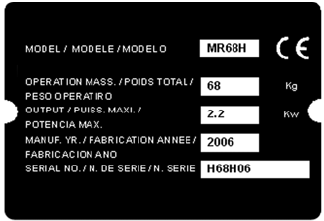 MODEL / MODELE / MODELO MR68H CE
OPERATION MASS. / POIDS TOTAL / 68 Kg
PESO OPERATIRO
OUTPUT / PUISS. MAXI. / 2.2 Kw
POTENCIA MAX.
MANUF. YR. / FABRICATION ANNEE / 2006
FABRICACION ANO
SERIAL NO. / N. DE SERIE / N. SERIE H68H06